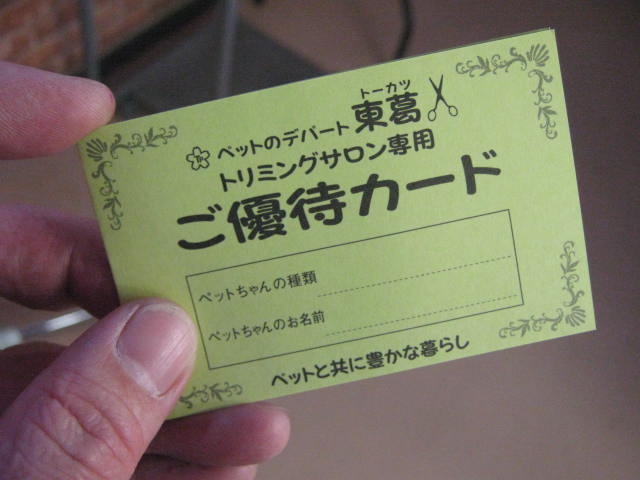 トーカツ
ペットのデパート 東葛
トリミングサロン専用
ご優待カード
ペットちゃんの種類
ペットちゃんのお名前
ペットと共に豊かな暮らし